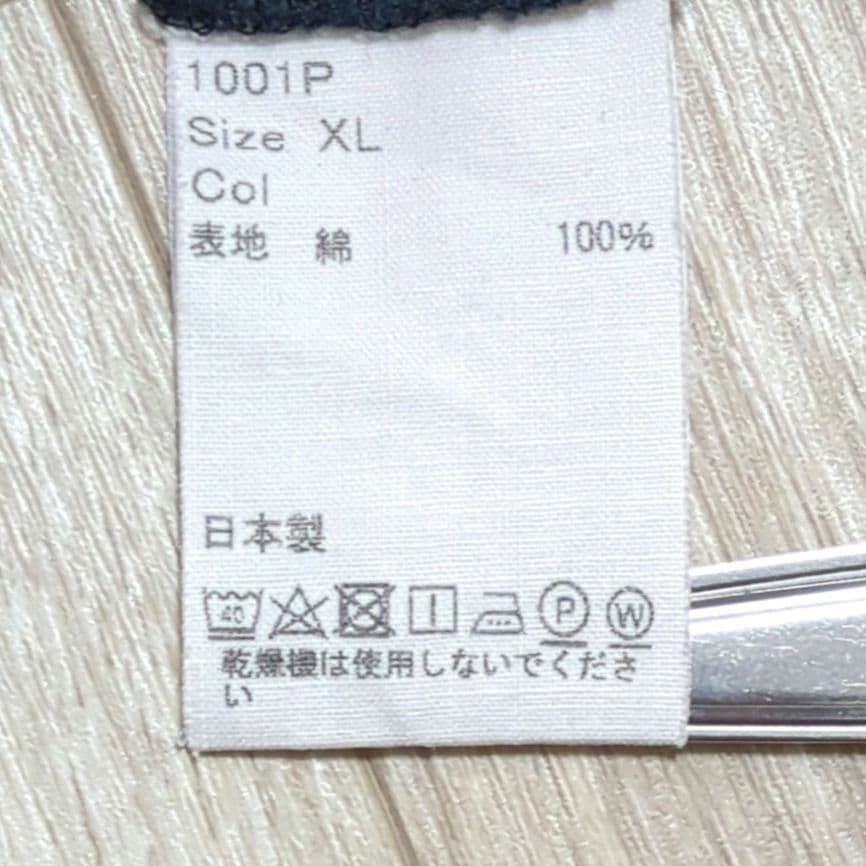 1001P
Size XL
Col
表地 綿 100%
日本製
40 P W
乾燥機は使用しないでくださ
い